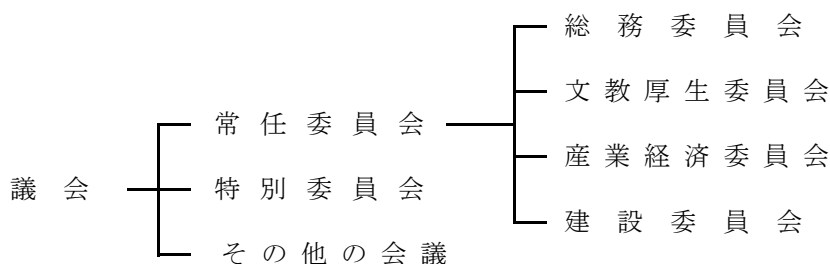 総務委員会
文教厚生委員会
常任委員会
産業経済委員会
議会
特別委員会
建設委員会
その他の会議